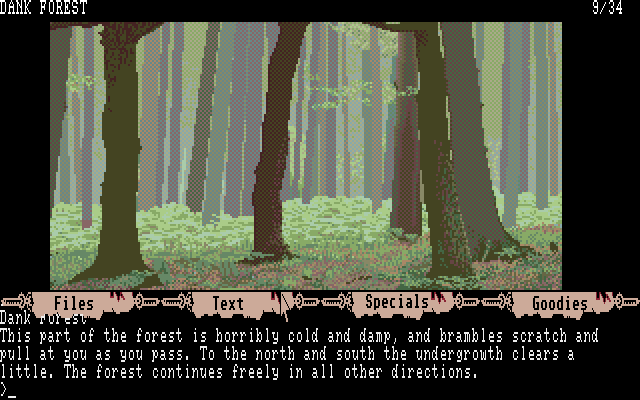 DANK FOREST 9/34
Files Text Specials Goodies
Dank Forest
This part of the forest is horribly cold and damp, and brambles scratch and
pull at you as you pass. To the north and south the undergrowth clears a
little. The forest continues freely in all other directions.
>_